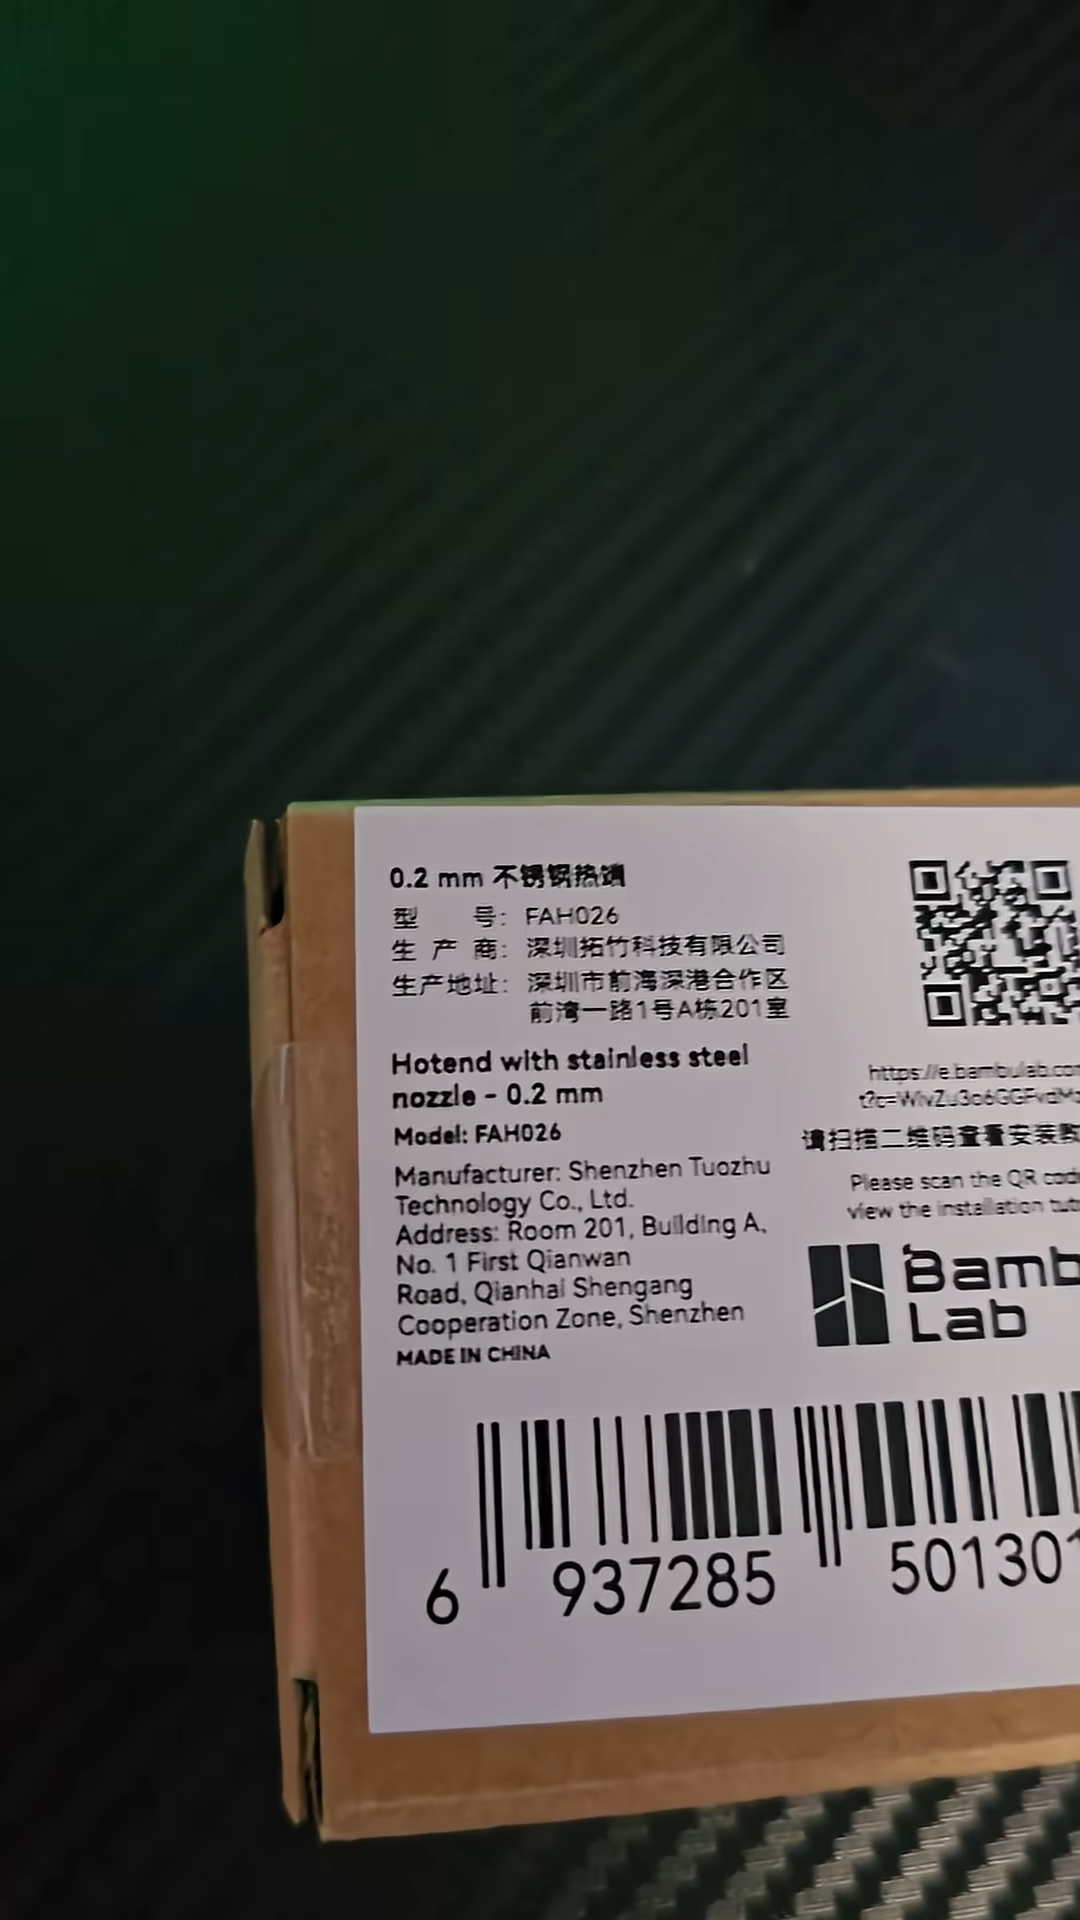 0.2 mm 不锈钢热端
型 号: FAH026
生 产 商: 深圳拓竹科技有限公司
生产地址: 深圳市前海深港合作区
前湾一路1号A栋201室
Hotend with stainless steel
nozzle - 0.2 mm
Model: FAH026
Manufacturer: Shenzhen Tuozhu
Technology Co., Ltd.
Address: Room 201, Building A,
No. 1 First Qianwan
Road, Qianhai Shengang
Cooperation Zone, Shenzhen
MADE IN CHINA
https://e.bambulab.co
请扫描二维码查看安装教
Please scan the QR cod
view the installation tut
Bamb
Lab
6 937285 501301